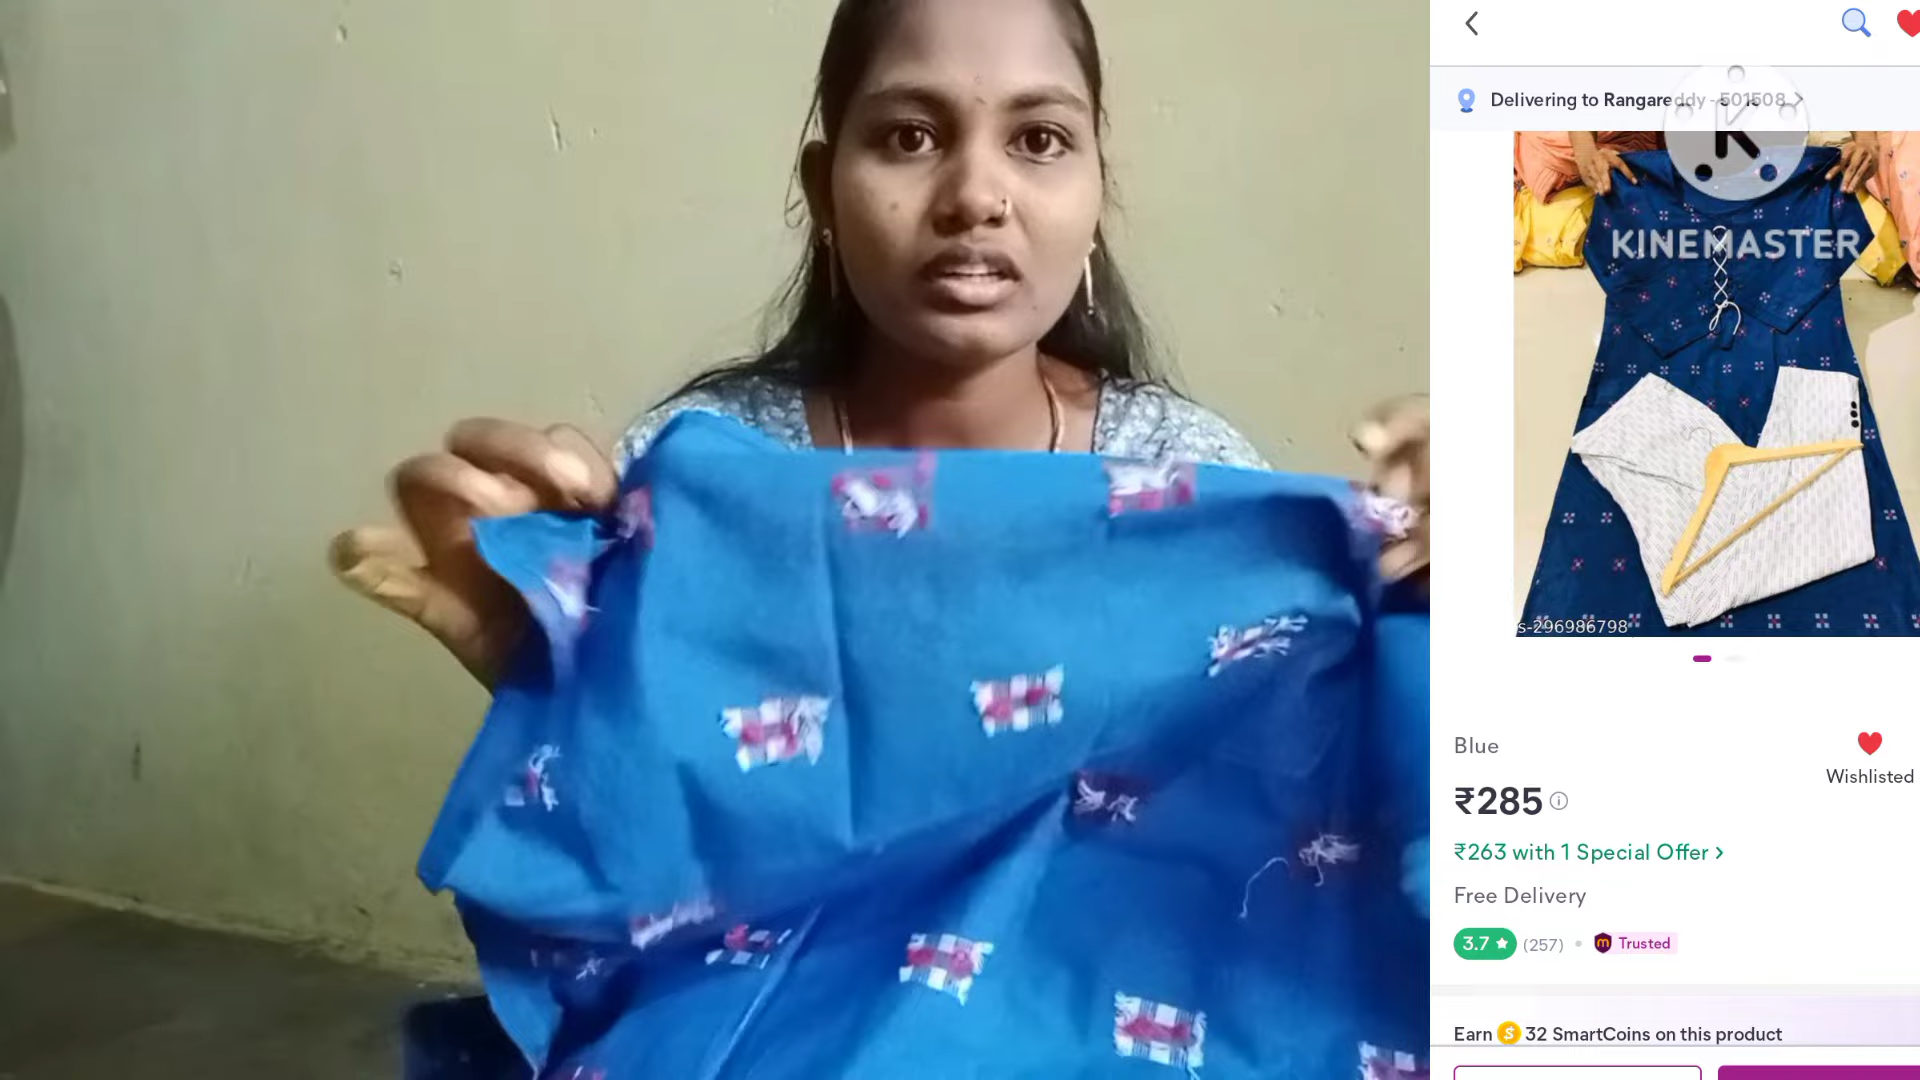 Delivering to Rangareddy - 501508
K
KINEMASTER
s-296986798
Blue
Wishlisted
₹285
₹263 with 1 Special Offer
Free Delivery
3.7 (257) • m Trusted
Earn $ 32 SmartCoins on this product